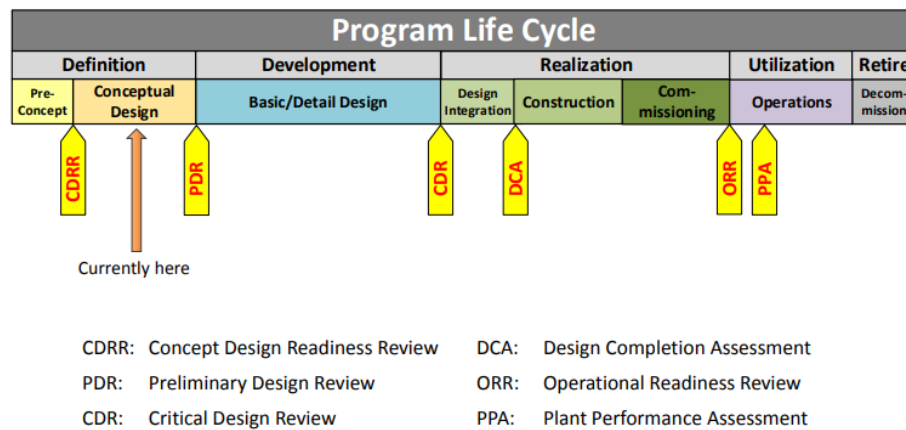 Program Life Cycle
Definition Development Realization Utilization Retire
Pre-
Concept
Conceptual
Design
Basic/Detail Design
Design
Integration
Construction
Com-
missioning
Operations
Decom-
mission
CDRR
PDR
CDR
DCA
ORR
PPA
Currently here
CDRR: Concept Design Readiness Review DCA: Design Completion Assessment
PDR: Preliminary Design Review ORR: Operational Readiness Review
CDR: Critical Design Review PPA: Plant Performance Assessment